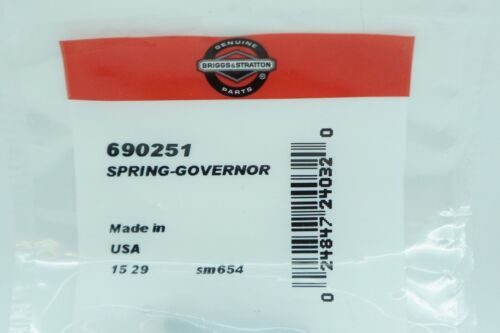 GENUINE
BRIGGS&STRATTON
PARTS ®
690251
SPRING-GOVERNOR
Made in
USA
15 29 sm654
0 24847 24032 0